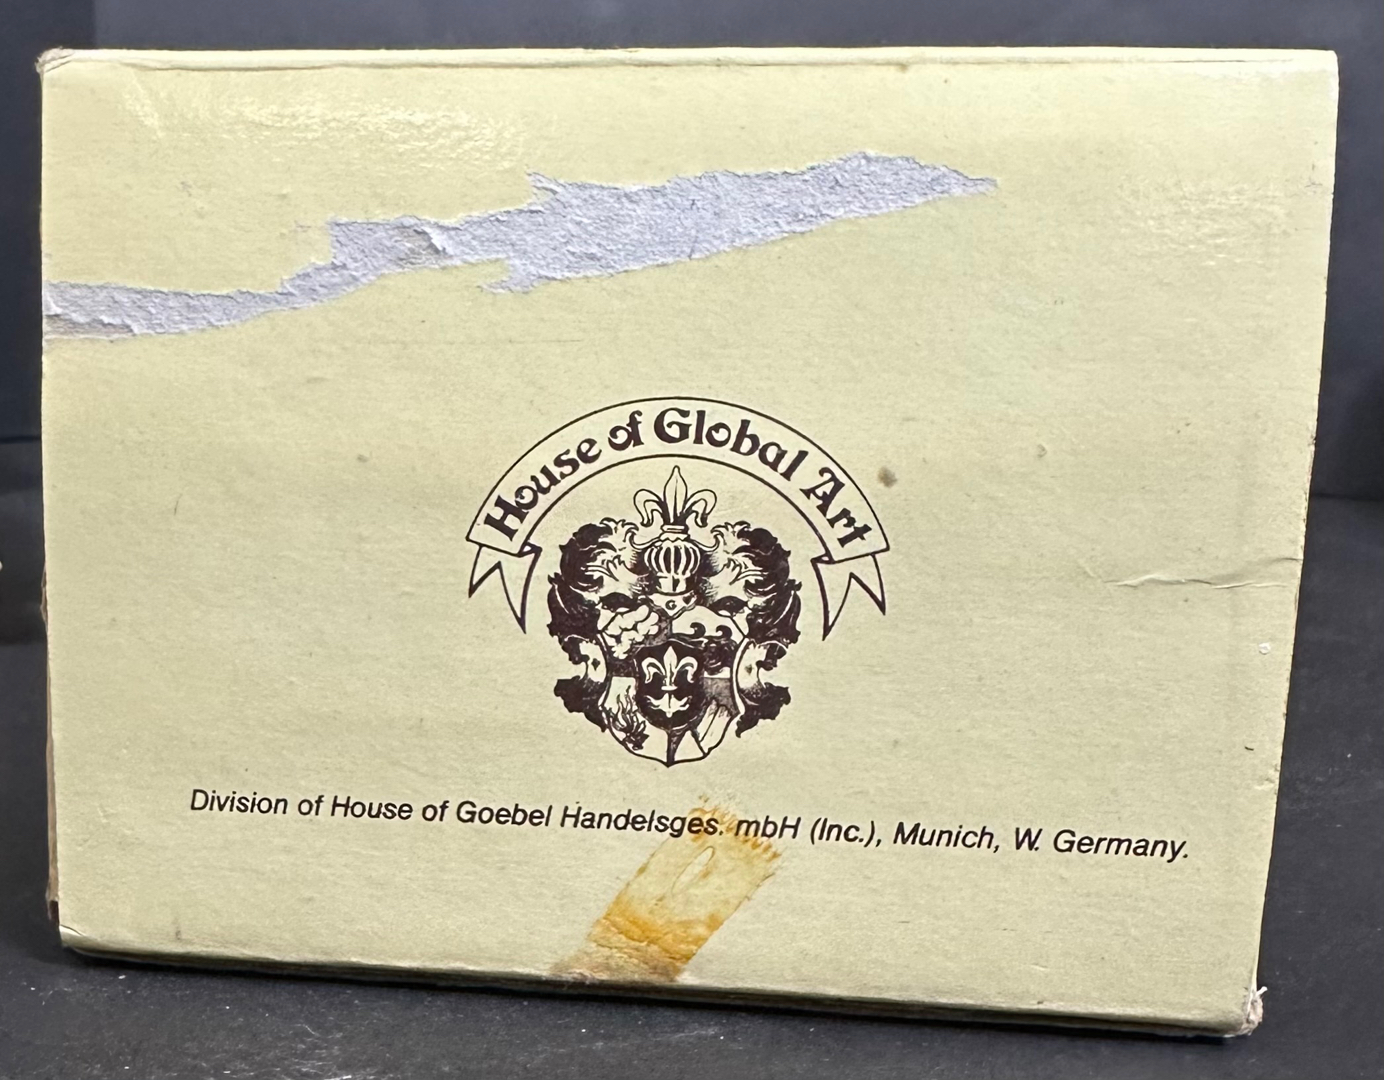 House of Global Art
Division of House of Goebel Handelsges. mbH (Inc.), Munich, W. Germany.